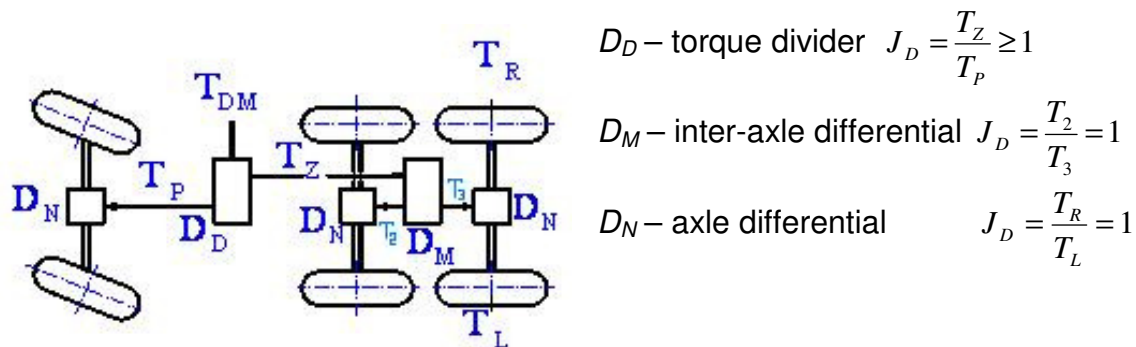 D_D – torque divider J_D = T_Z / T_P ≥ 1
D_M – inter-axle differential J_D = T_2 / T_3 = 1
D_N – axle differential J_D = T_R / T_L = 1
T_R
T_DM
T_Z
T_P
T_3
D_N
D_D
D_N
T_2
D_M
D_N
T_L